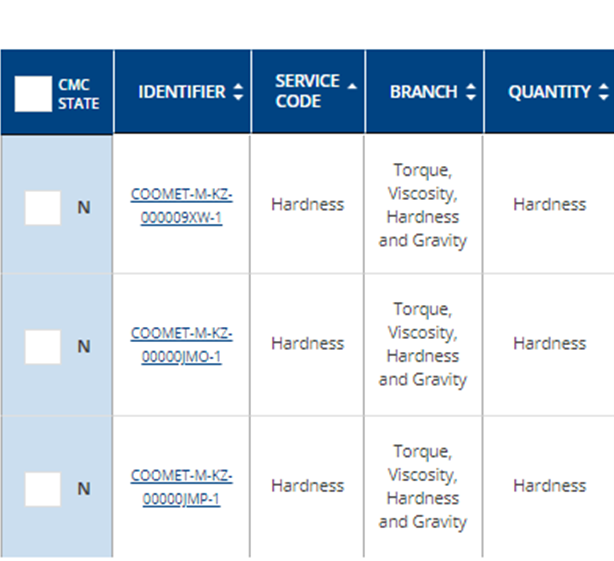 CMC STATE IDENTIFIER SERVICE CODE BRANCH QUANTITY
N COOMET-M-KZ-000009XW-1 Hardness Torque, Viscosity, Hardness and Gravity Hardness
N COOMET-M-KZ-00000JMO-1 Hardness Torque, Viscosity, Hardness and Gravity Hardness
N COOMET-M-KZ-00000JMP-1 Hardness Torque, Viscosity, Hardness and Gravity Hardness